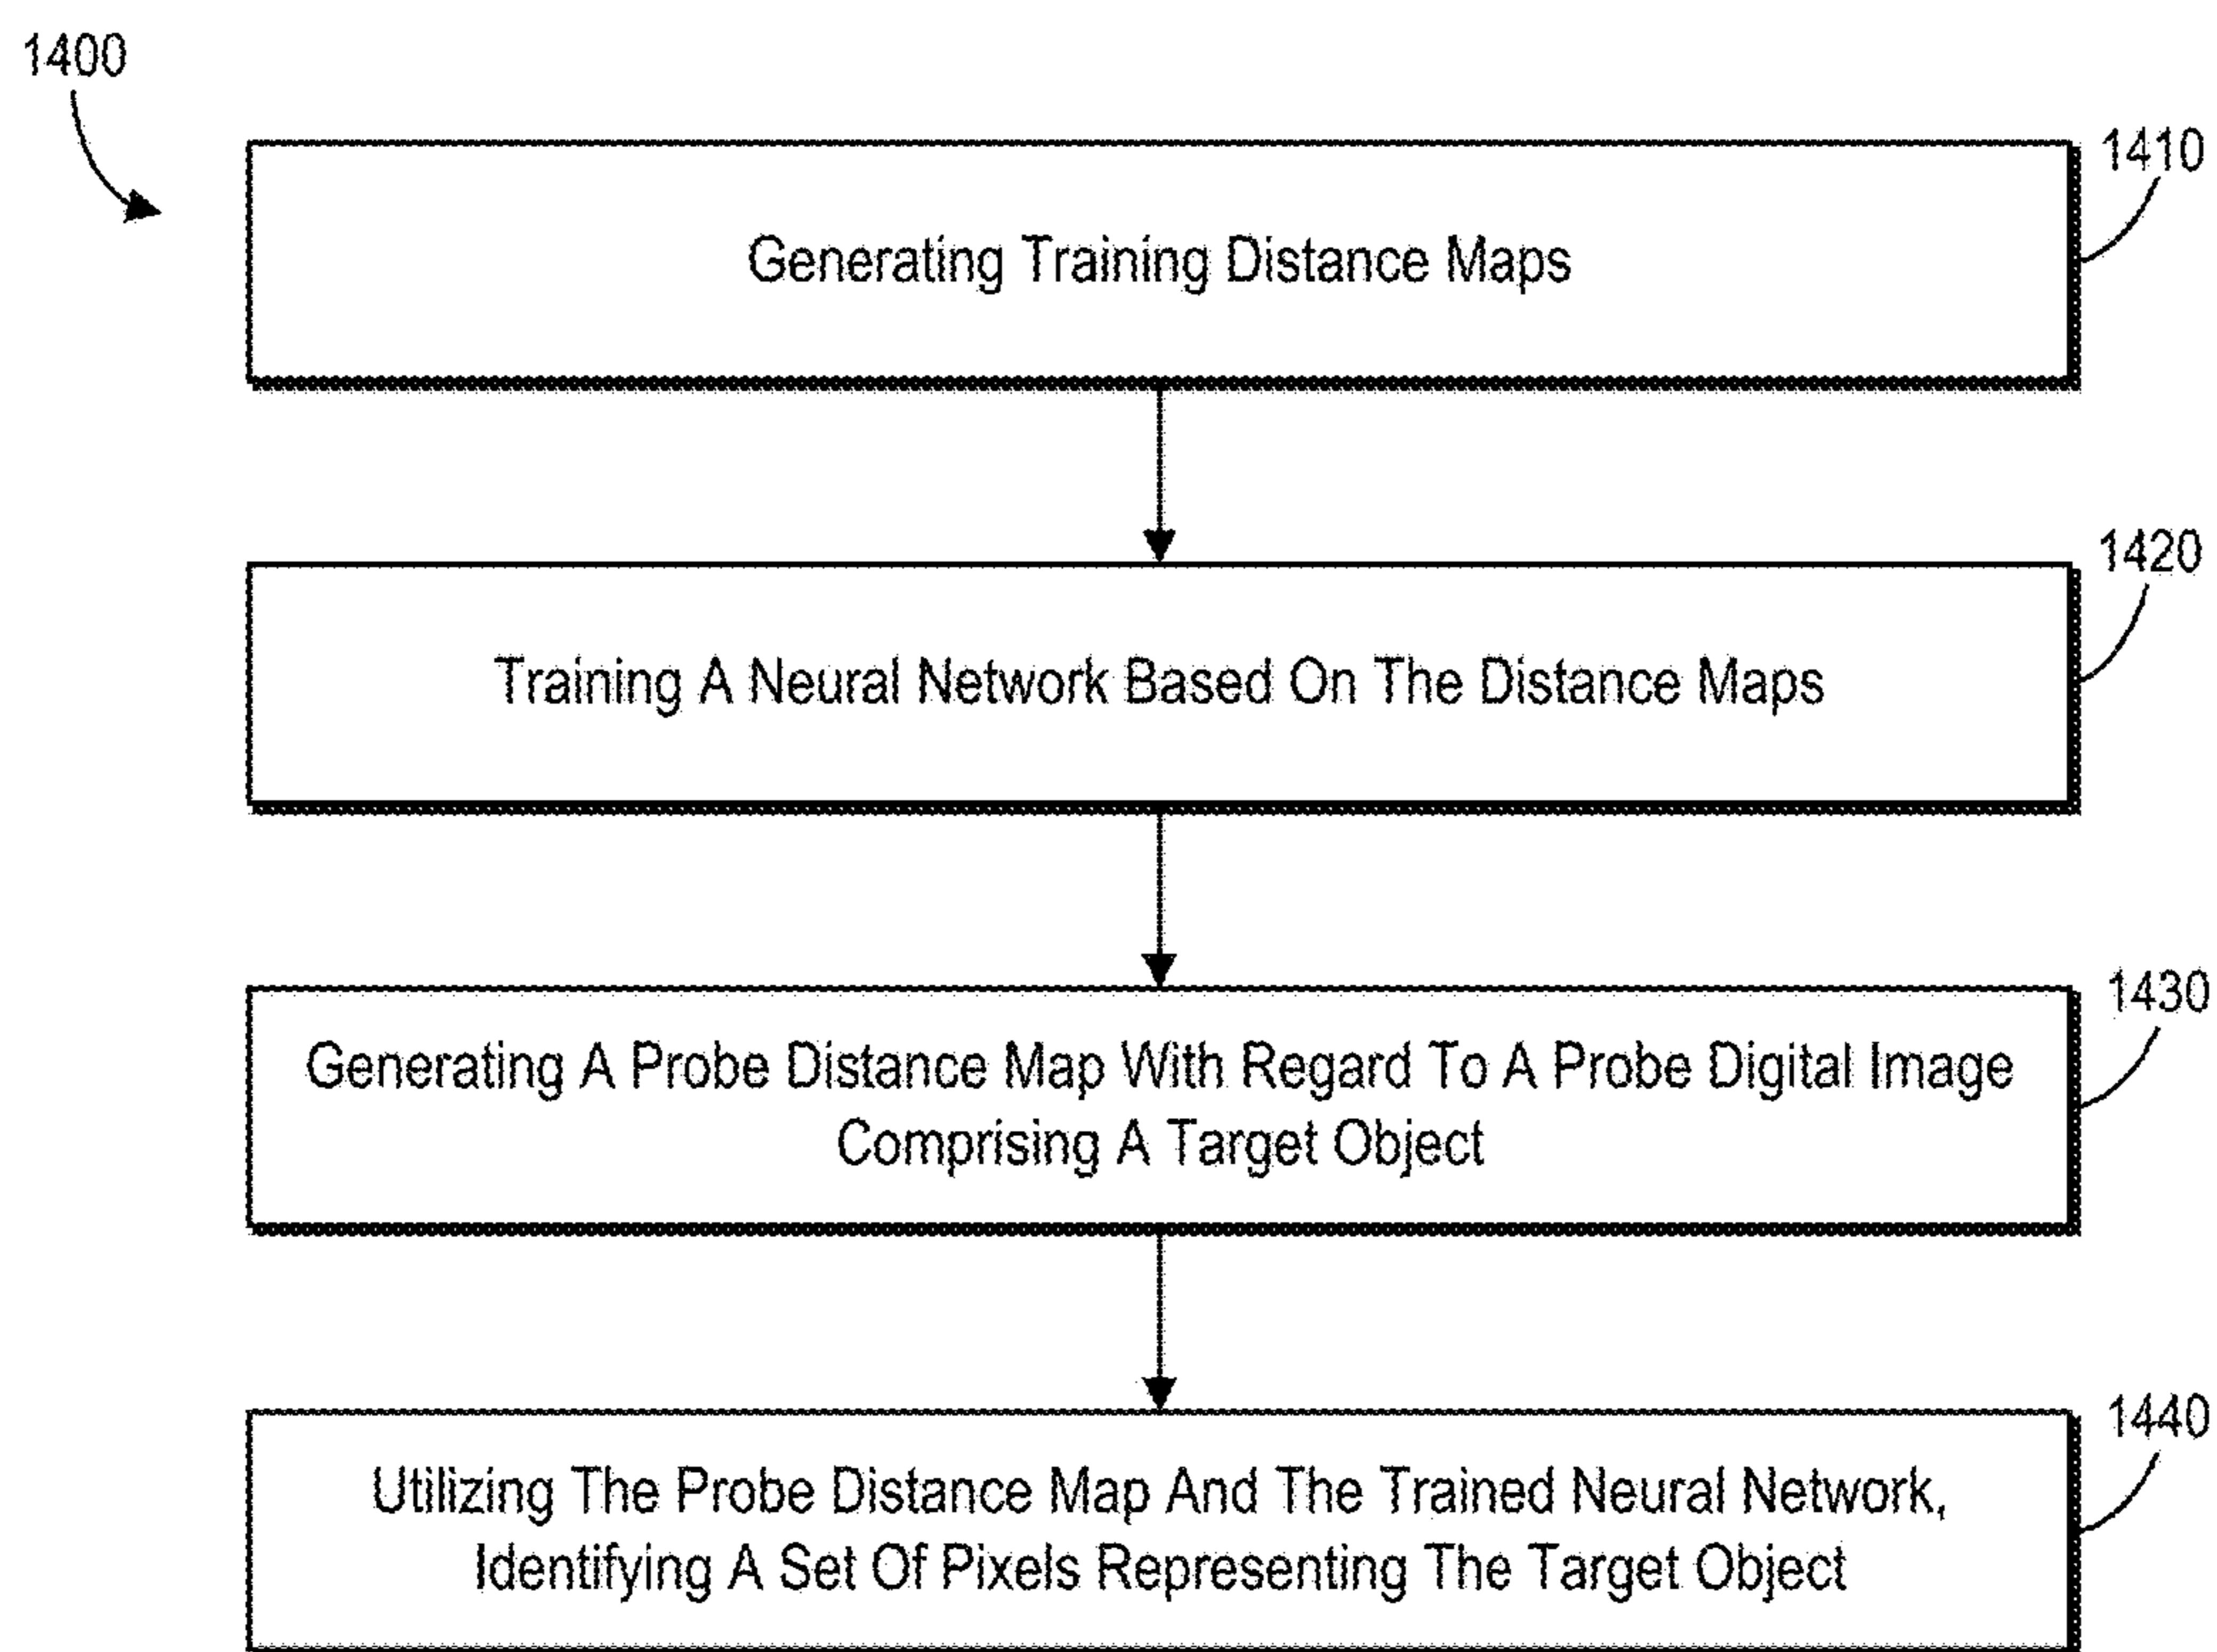 1400
1410
Generating Training Distance Maps
1420
Training A Neural Network Based On The Distance Maps
1430
Generating A Probe Distance Map With Regard To A Probe Digital Image
Comprising A Target Object
1440
Utilizing The Probe Distance Map And The Trained Neural Network,
Identifying A Set Of Pixels Representing The Target Object